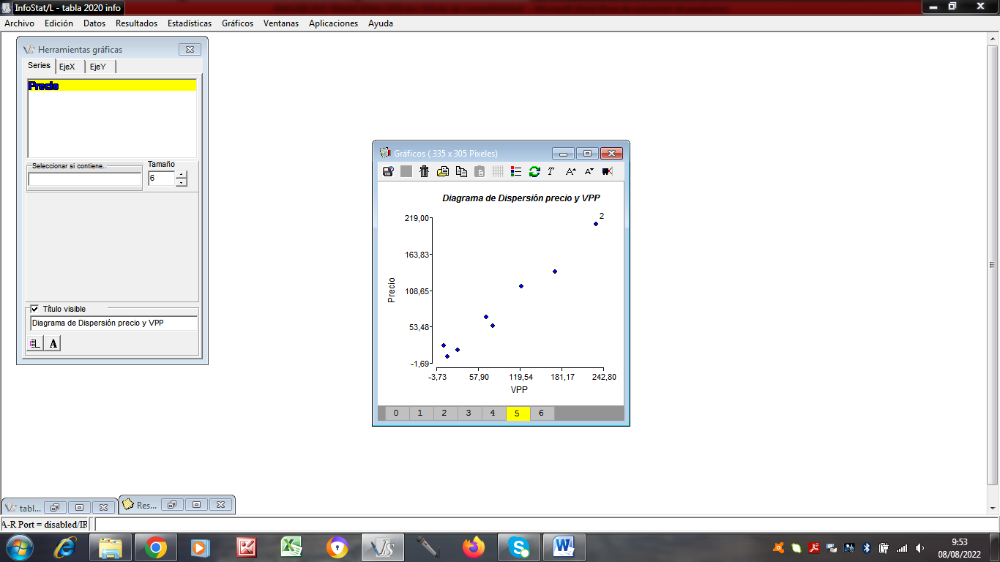 InfoStat/L - tabla 2020 info
Archivo Edición Datos Resultados Estadísticas Gráficos Ventanas Aplicaciones Ayuda
Herramientas gráficas
Series EjeX EjeY
Precio
Seleccionar si contiene..
Tamaño
6
Título visible
Diagrama de Dispersión precio y VPP
A
Gráficos ( 335 x 305 Pixeles)
T A A
Diagrama de Dispersión precio y VPP
2
219,00
163,83
108,65
53,48
-1,69
Precio
-3,73 57,90 119,54 181,17 242,80
VPP
0 1 2 3 4 5 6
tabl...
Res...
A-R Port = disabled/IR
9:53
08/08/2022